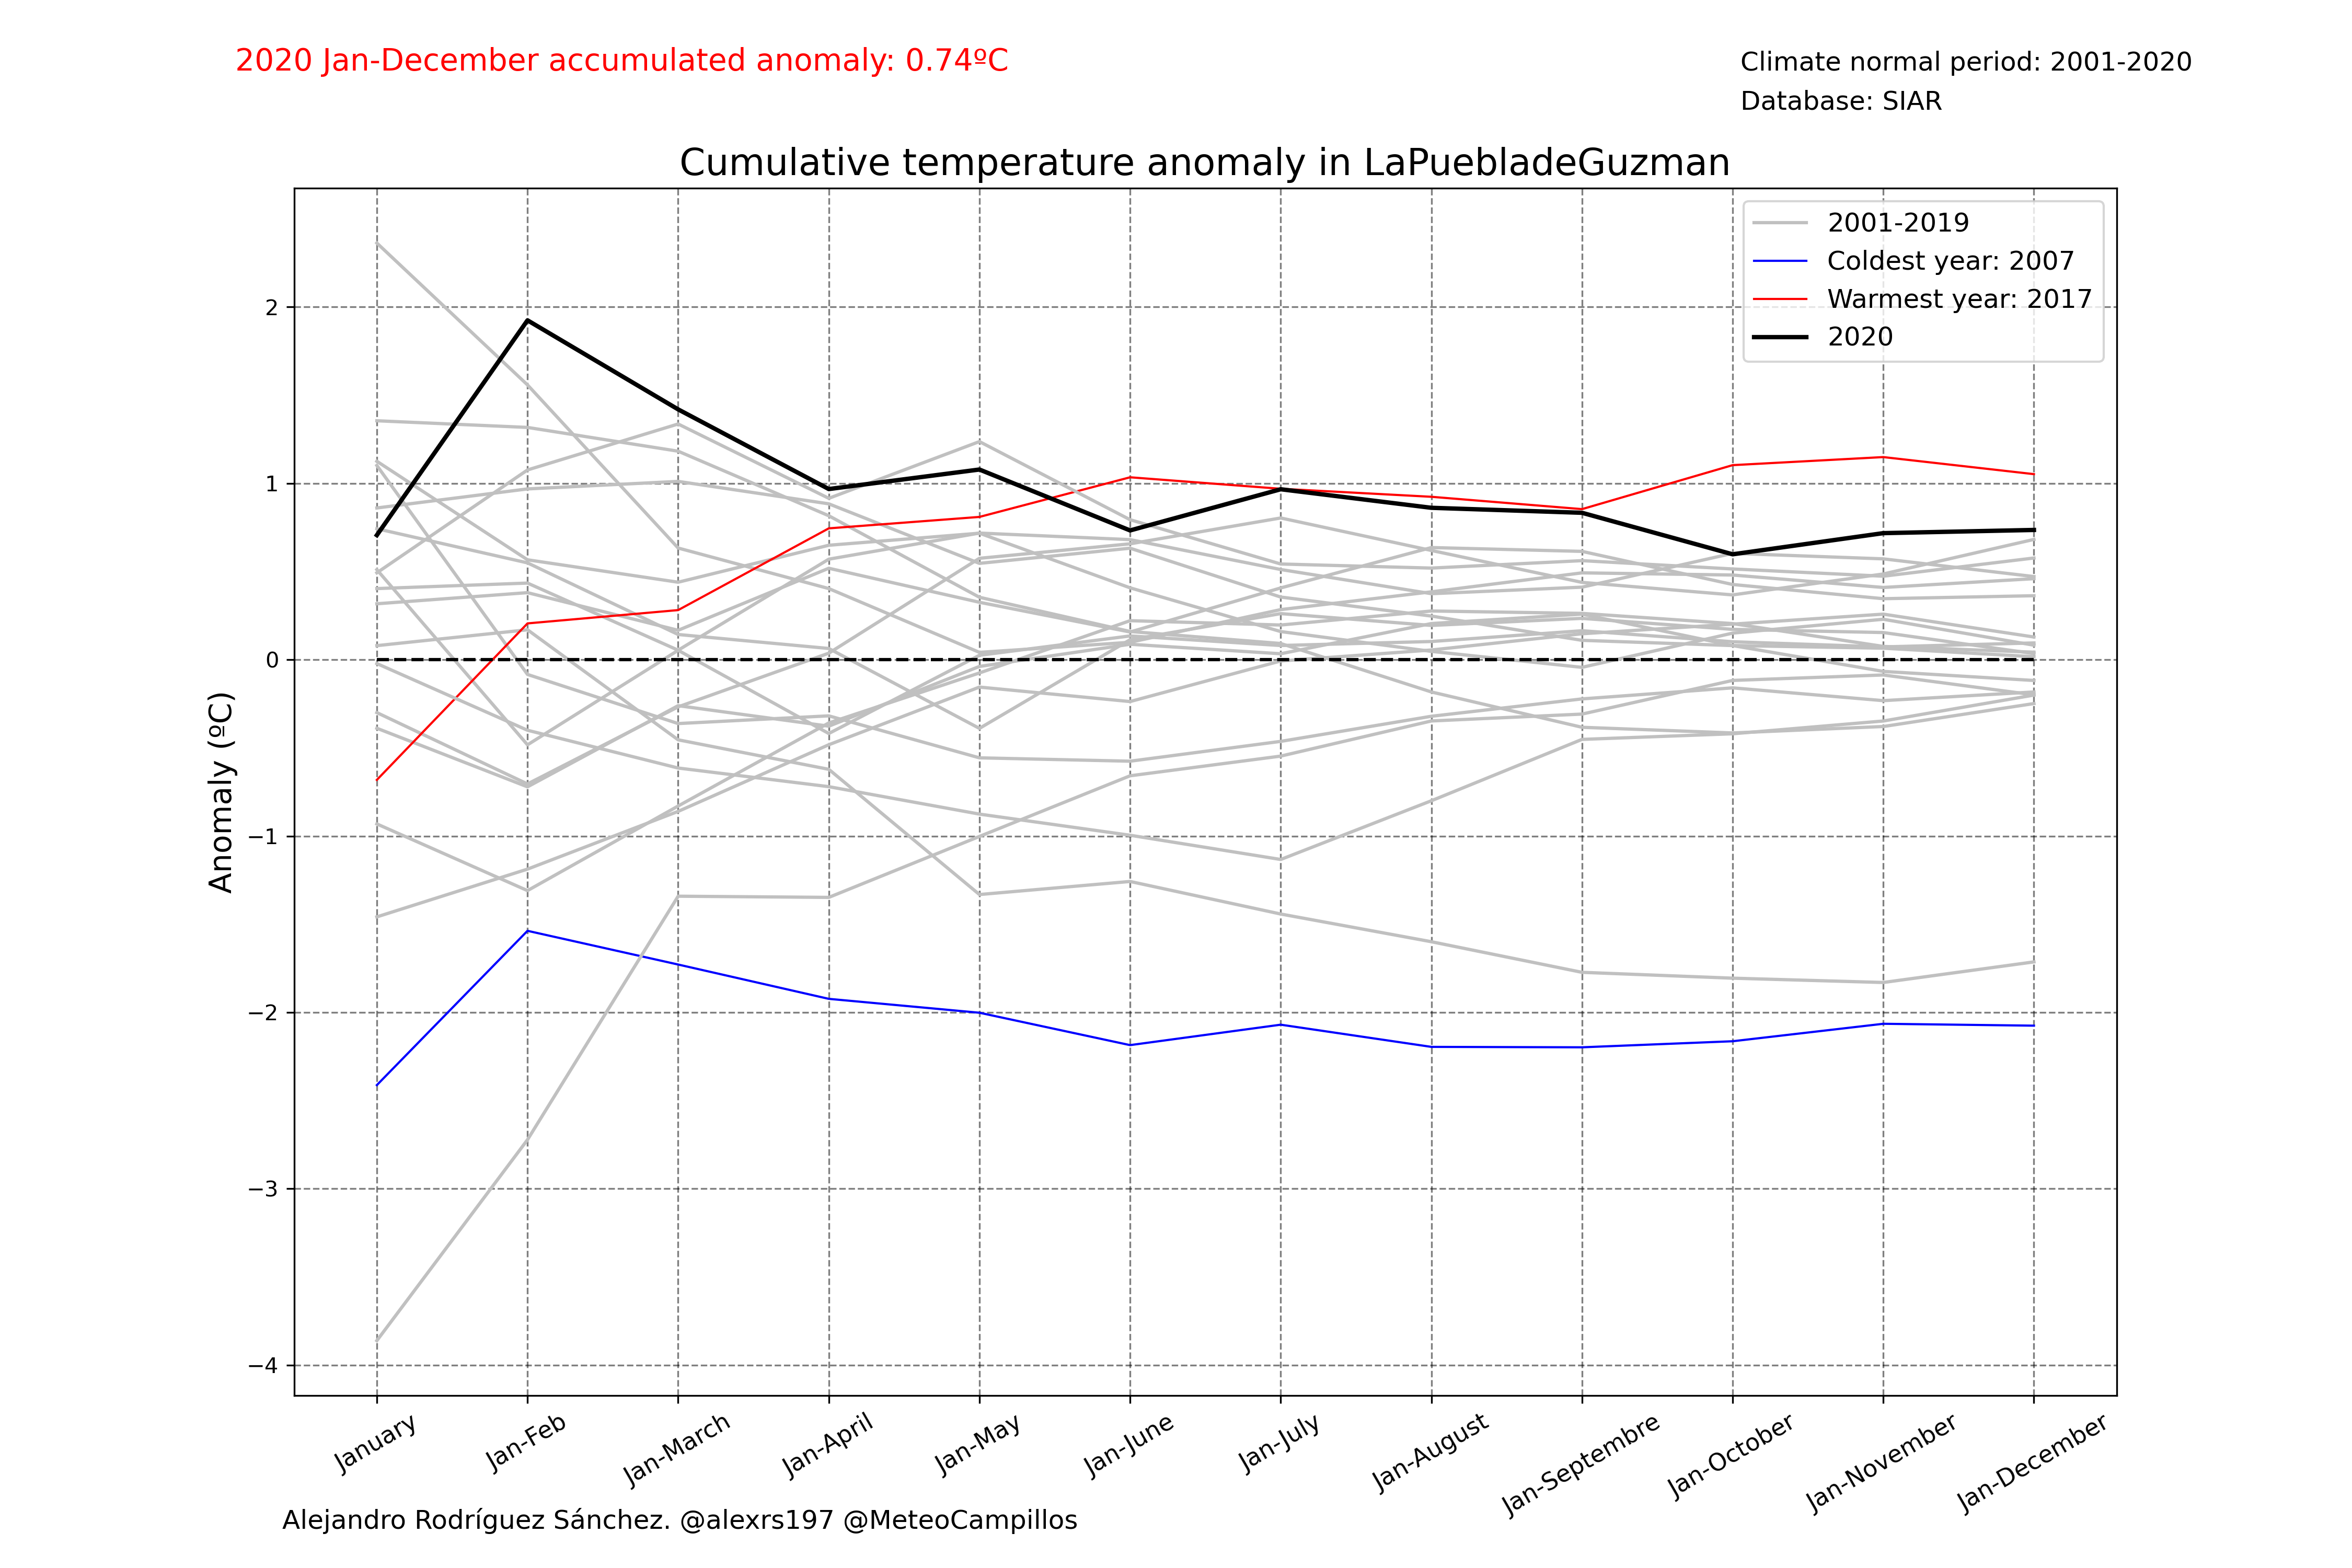 2020 Jan-December accumulated anomaly: 0.74ºC
Climate normal period: 2001-2020
Database: SIAR
Cumulative temperature anomaly in LaPuebladeGuzman
2001-2019
Coldest year: 2007
Warmest year: 2017
2020
Anomaly (ºC)
2
1
0
−1
−2
−3
−4
January
Jan-Feb
Jan-March
Jan-April
Jan-May
Jan-June
Jan-July
Jan-August
Jan-Septembre
Jan-October
Jan-November
Jan-December
Alejandro Rodríguez Sánchez. @alexrs197 @MeteoCampillos